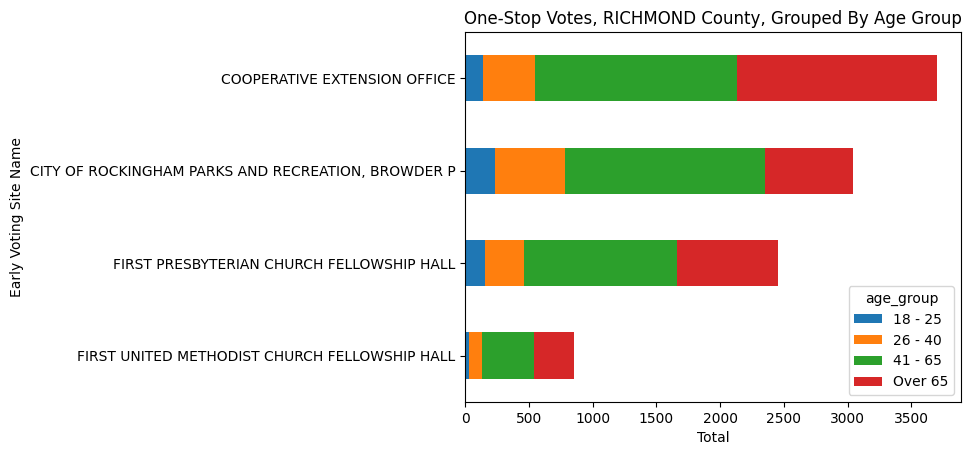 One-Stop Votes, RICHMOND County, Grouped By Age Group
Early Voting Site Name
COOPERATIVE EXTENSION OFFICE
CITY OF ROCKINGHAM PARKS AND RECREATION, BROWDER P
FIRST PRESBYTERIAN CHURCH FELLOWSHIP HALL
FIRST UNITED METHODIST CHURCH FELLOWSHIP HALL
age_group
18 - 25
26 - 40
41 - 65
Over 65
0 500 1000 1500 2000 2500 3000 3500
Total